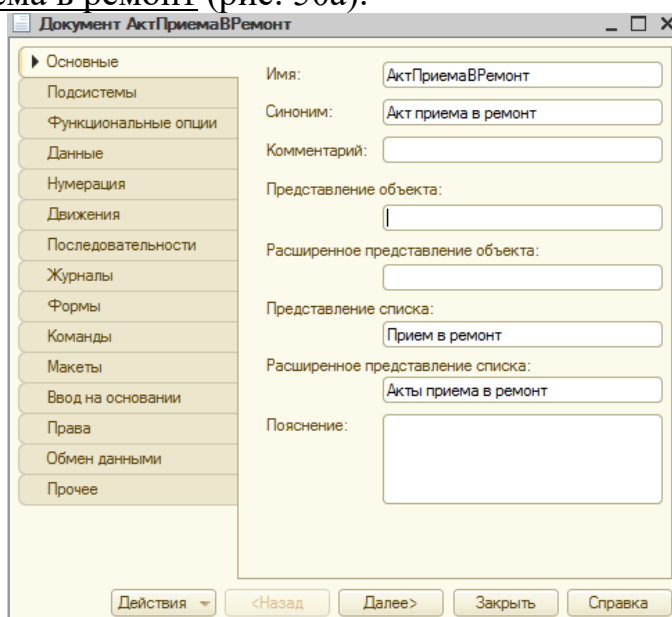 ема в ремонт (рис. 50а).
Документ АктПриемаВРемонт
Основные
Подсистемы
Функциональные опции
Данные
Нумерация
Движения
Последовательности
Журналы
Формы
Команды
Макеты
Ввод на основании
Права
Обмен данными
Прочее
Имя: АктПриемаВРемонт
Синоним: Акт приема в ремонт
Комментарий:
Представление объекта:
Расширенное представление объекта:
Представление списка:
Прием в ремонт
Расширенное представление списка:
Акты приема в ремонт
Пояснение:
Действия <Назад Далее> Закрыть Справка